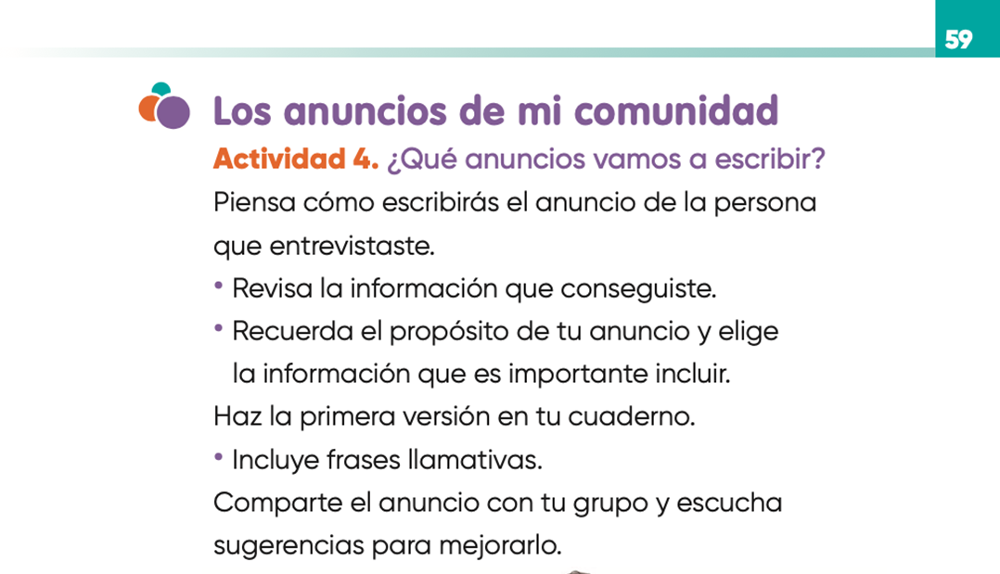 59
Los anuncios de mi comunidad
Actividad 4. ¿Qué anuncios vamos a escribir?
Piensa cómo escribirás el anuncio de la persona
que entrevistaste.
• Revisa la información que conseguiste.
• Recuerda el propósito de tu anuncio y elige
la información que es importante incluir.
Haz la primera versión en tu cuaderno.
• Incluye frases llamativas.
Comparte el anuncio con tu grupo y escucha
sugerencias para mejorarlo.